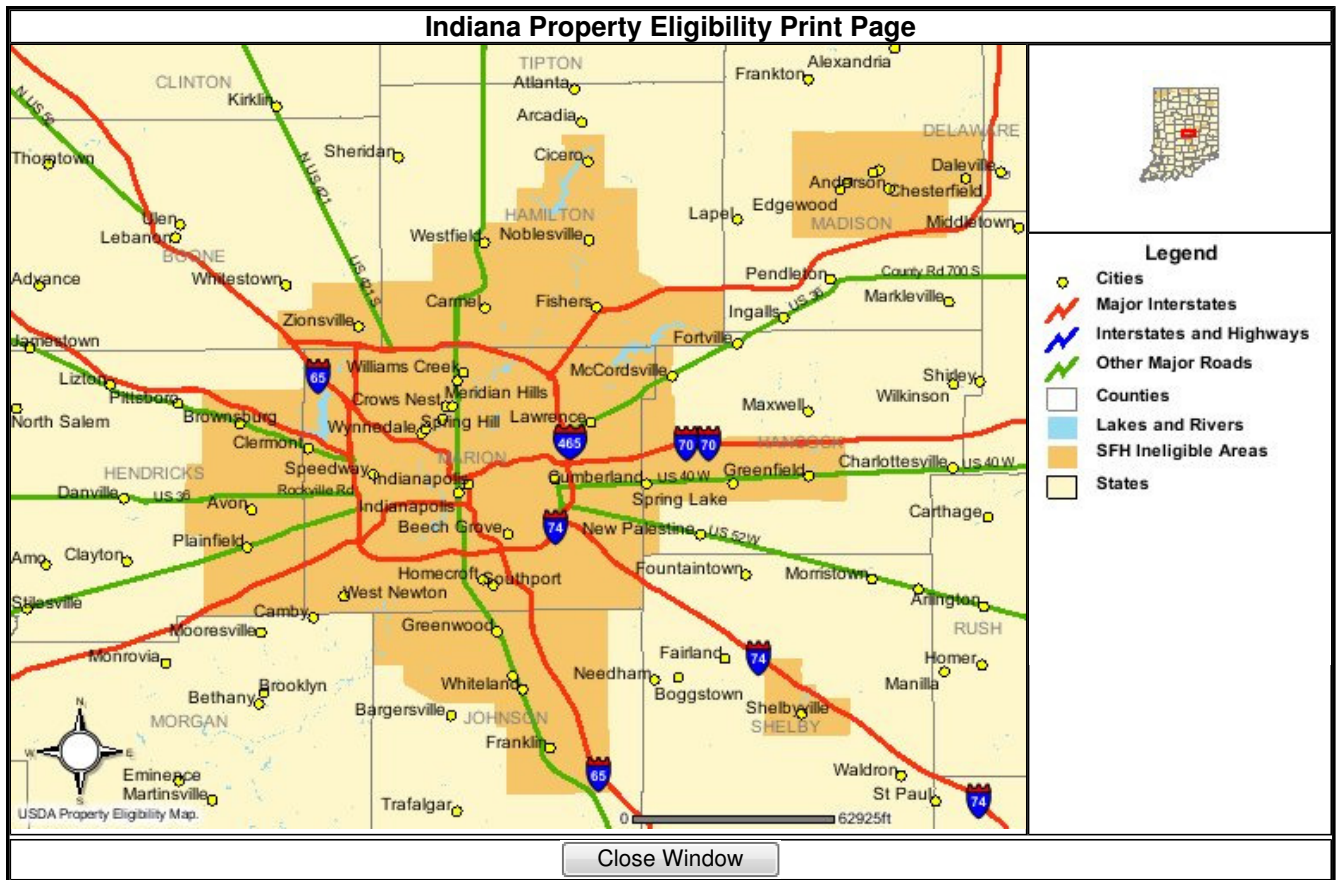 Indiana Property Eligibility Print Page
CLINTON
TIPTON
Alexandria
Atlanta
Frankton
Kirklin
N US 52
Arcadia
DELAWARE
Thorntown
Sheridan
Cicero
Daleville
N US 421
Anderson
Chesterfield
Edgewood
Ulen
HAMILTON
Lapel
MADISON
Middletown
Lebanon
Westfield
Noblesville
BOONE
US 421 S
Advance
Whitestown
Pendleton
County Rd 700 S
Carmel
Fishers
Ingalls
US 36
Markleville
Zionsville
Jamestown
Fortville
Williams Creek
McCordsville
65
Lizton
Shirley
Pittsboro
Meridian Hills
Wilkinson
Crows Nest
Maxwell
North Salem
Brownsburg
Spring Hill
Lawrence
Wynnedale
Clermont
465
70
70
HANCOCK
MARION
HENDRICKS
Speedway
Charlottesville
US 40 W
Indianapolis
Cumberland
US 40 W
Greenfield
Danville
US 36
Rockville Rd
Spring Lake
Avon
Indianapolis
Carthage
Beech Grove
74
New Palestine
US 52W
Plainfield
Amo
Clayton
Fountaintown
Morristown
Homecroft
Southport
Stilesville
West Newton
Arlington
Camby
Mooresville
Greenwood
RUSH
Monrovia
Fairland
74
Homer
Needham
Manilla
Brooklyn
Whiteland
Boggstown
Bethany
Bargersville
Shelbyville
MORGAN
JOHNSON
SHELBY
Franklin
N
W
E
S
65
Eminence
Waldron
Martinsville
St Paul
74
Trafalgar
USDA Property Eligibility Map.
0
62925ft
Legend
Cities
Major Interstates
Interstates and Highways
Other Major Roads
Counties
Lakes and Rivers
SFH Ineligible Areas
States
Close Window